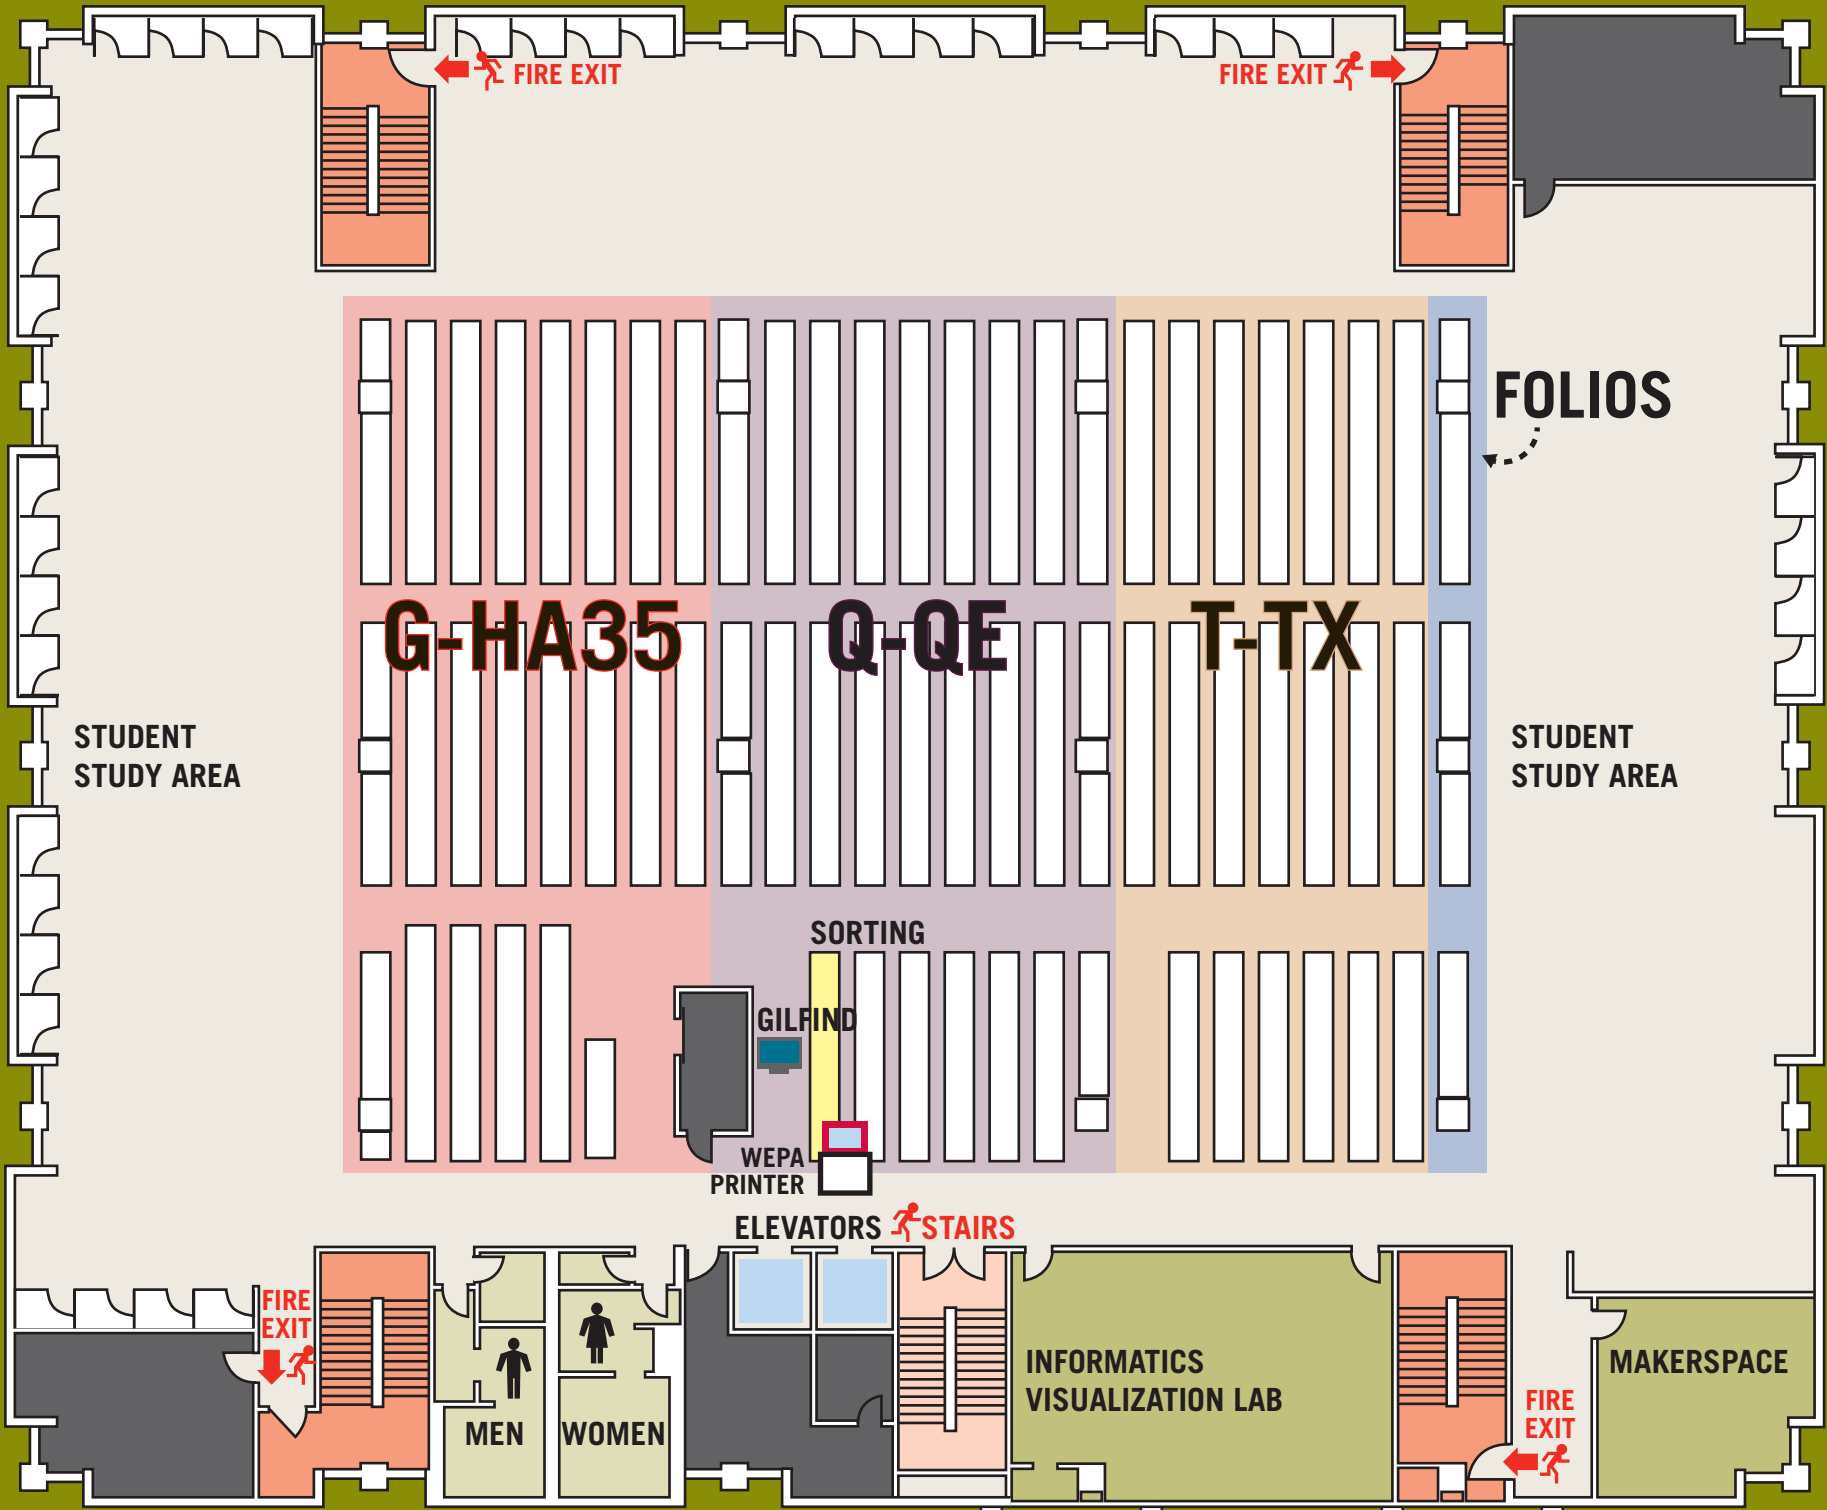 FIRE EXIT
FIRE EXIT
FOLIOS
G-HA35
Q-QE
T-TX
STUDENT
STUDY AREA
STUDENT
STUDY AREA
SORTING
GILFIND
WEPA
PRINTER
ELEVATORS
STAIRS
FIRE
EXIT
MEN
WOMEN
INFORMATICS
VISUALIZATION LAB
MAKERSPACE
FIRE
EXIT